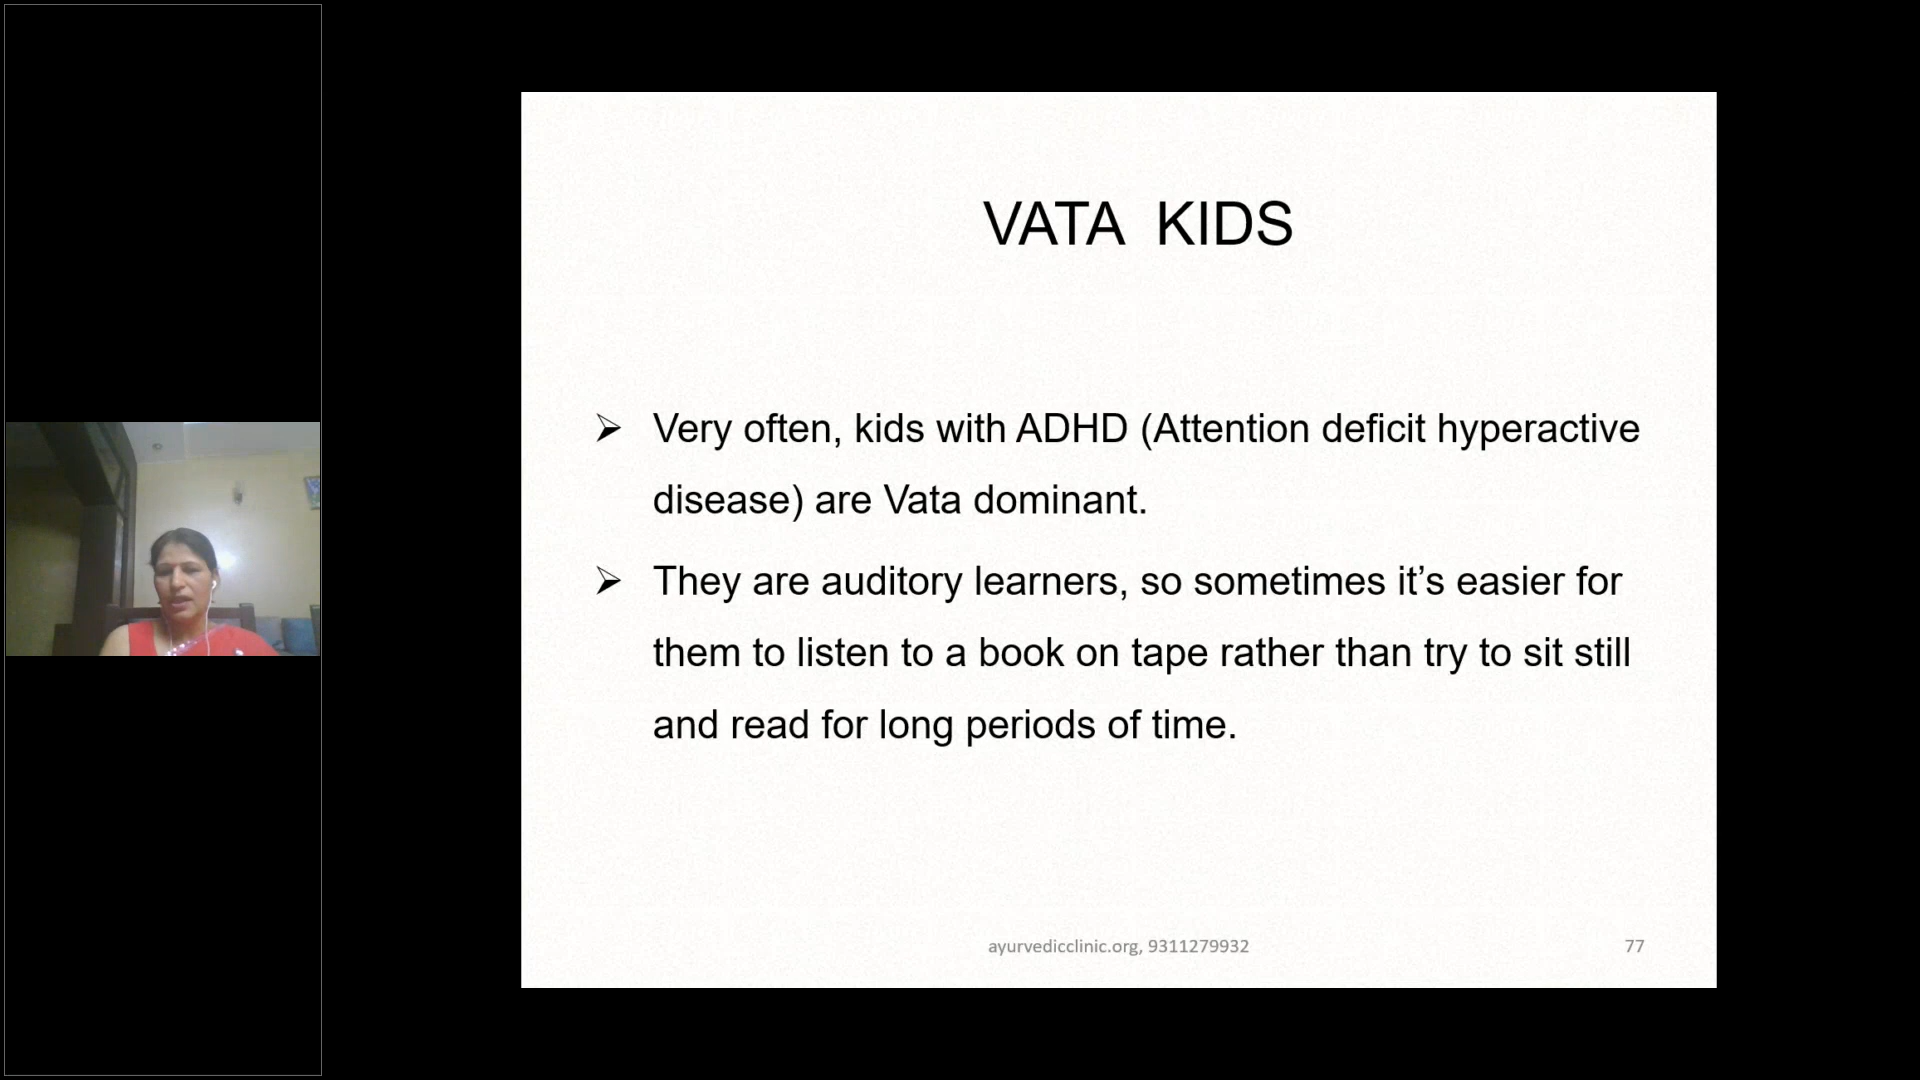 VATA KIDS
➢ Very often, kids with ADHD (Attention deficit hyperactive
disease) are Vata dominant.
➢ They are auditory learners, so sometimes it’s easier for
them to listen to a book on tape rather than try to sit still
and read for long periods of time.
ayurvedicclinic.org, 9311279932
77